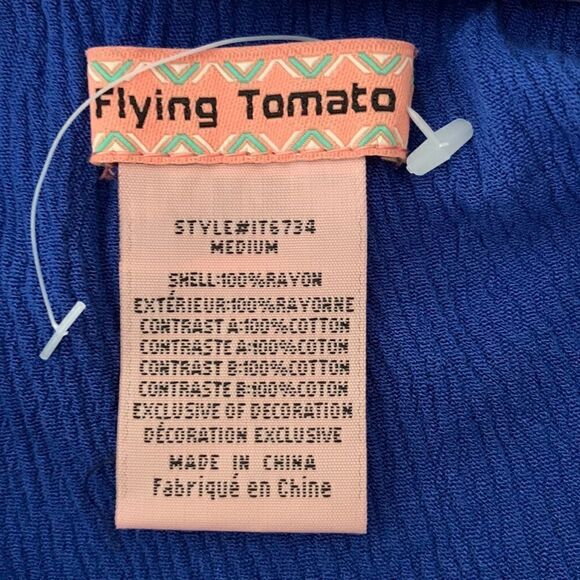 Flying Tomato
STYLE#IT6734
MEDIUM
SHELL:100%RAYON
EXTÉRIEUR:100%RAYONNE
CONTRAST A:100%COTTON
CONTRASTE A:100%COTON
CONTRAST B:100%COTTON
CONTRASTE B:100%COTON
EXCLUSIVE OF DECORATION
DÉCORATION EXCLUSIVE
MADE IN CHINA
Fabriqué en Chine